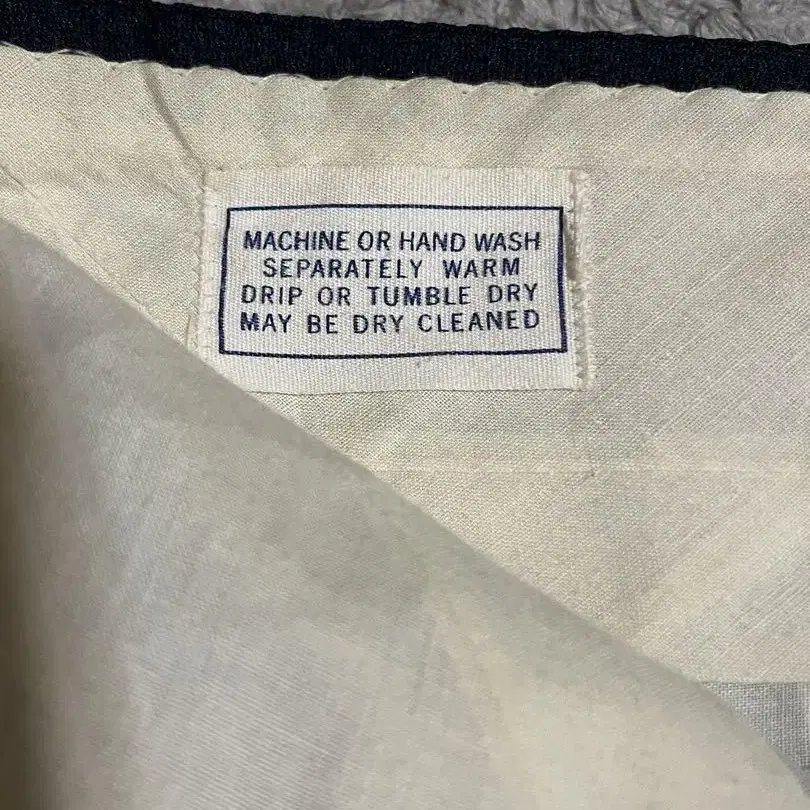 MACHINE OR HAND WASH
SEPARATELY WARM
DRIP OR TUMBLE DRY
MAY BE DRY CLEANED